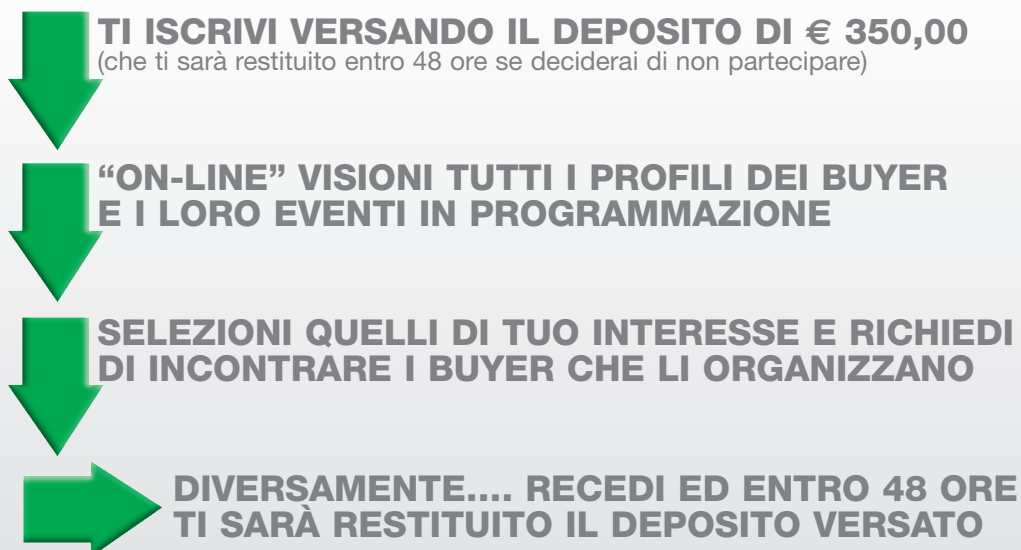 TI ISCRIVI VERSANDO IL DEPOSITO DI € 350,00
(che ti sarà restituito entro 48 ore se deciderai di non partecipare)
“ON-LINE” VISIONI TUTTI I PROFILI DEI BUYER
E I LORO EVENTI IN PROGRAMMAZIONE
SELEZIONI QUELLI DI TUO INTERESSE E RICHIEDI
DI INCONTRARE I BUYER CHE LI ORGANIZZANO
DIVERSAMENTE.... RECEDI ED ENTRO 48 ORE
TI SARÀ RESTITUITO IL DEPOSITO VERSATO